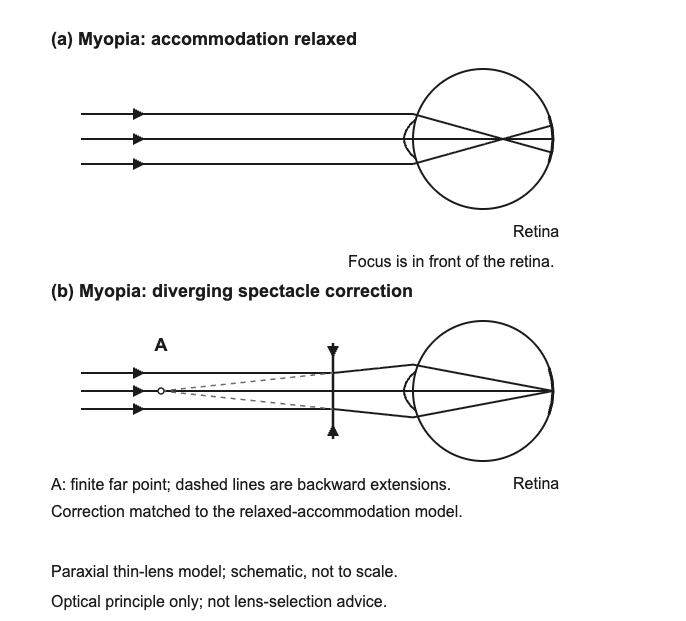 (a) Myopia: accommodation relaxed
Retina
Focus is in front of the retina.
(b) Myopia: diverging spectacle correction
A
A: finite far point; dashed lines are backward extensions.
Retina
Correction matched to the relaxed-accommodation model.
Paraxial thin-lens model; schematic, not to scale.
Optical principle only; not lens-selection advice.